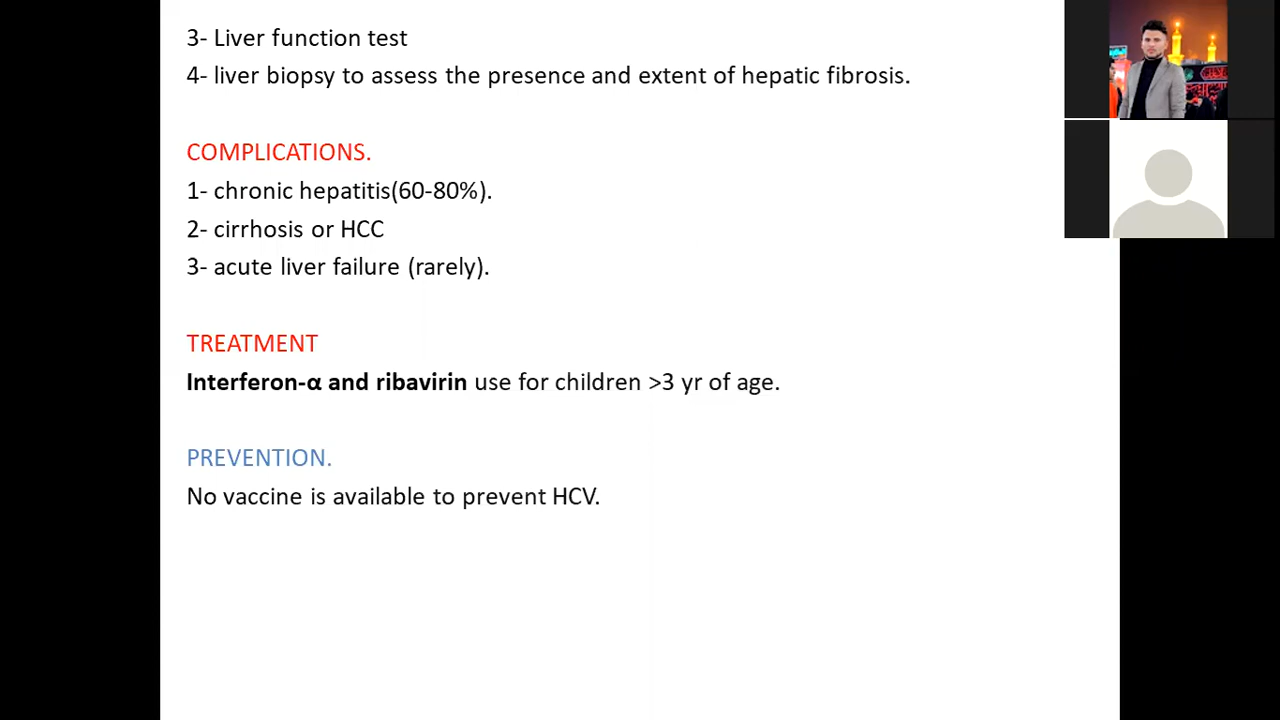 3- Liver function test
4- liver biopsy to assess the presence and extent of hepatic fibrosis.
COMPLICATIONS.
1- chronic hepatitis(60-80%).
2- cirrhosis or HCC
3- acute liver failure (rarely).
TREATMENT
Interferon-α and ribavirin use for children >3 yr of age.
PREVENTION.
No vaccine is available to prevent HCV.